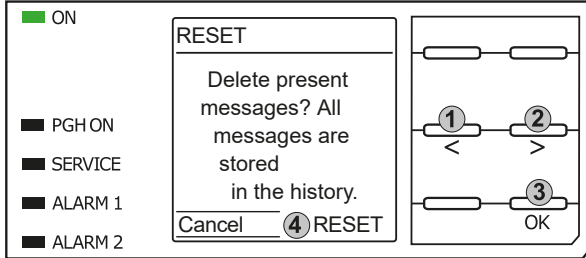 ON
PGH ON
SERVICE
ALARM 1
ALARM 2
RESET
Delete present
messages? All
messages are
stored
in the history.
Cancel 4 RESET
1 2
< >
3
OK